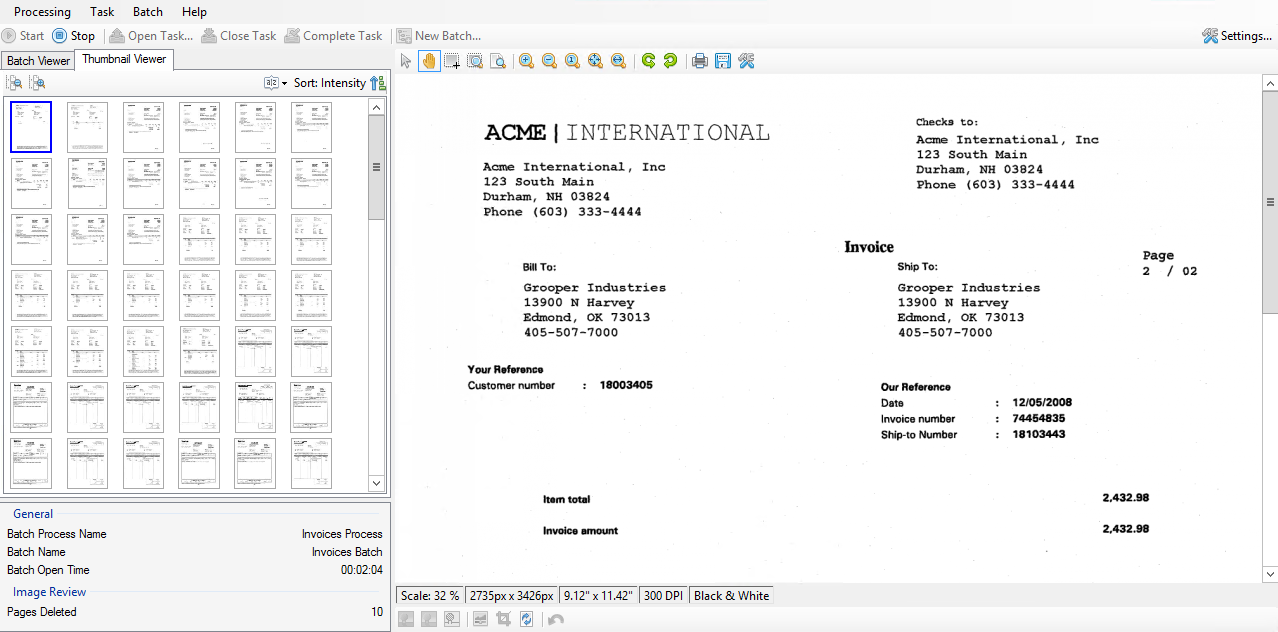 Processing Task Batch Help
Start Stop Open Task... Close Task Complete Task New Batch... Settings...
Batch Viewer Thumbnail Viewer
Sort: Intensity
General
Batch Process Name Invoices Process
Batch Name Invoices Batch
Batch Open Time 00:02:04
Image Review
Pages Deleted 10
ACME | INTERNATIONAL
Acme International, Inc
123 South Main
Durham, NH 03824
Phone (603) 333-4444
Checks to:
Acme International, Inc
123 South Main
Durham, NH 03824
Phone (603) 333-4444
Invoice
Page
2 / 02
Bill To:
Grooper Industries
13900 N Harvey
Edmond, OK 73013
405-507-7000
Ship To:
Grooper Industries
13900 N Harvey
Edmond, OK 73013
405-507-7000
Your Reference
Customer number : 18003405
Our Reference
Date : 12/05/2008
Invoice number : 74454835
Ship-to Number : 18103443
Item total 2,432.98
Invoice amount 2,432.98
Scale: 32 % 2735px x 3426px 9.12" x 11.42" 300 DPI Black & White